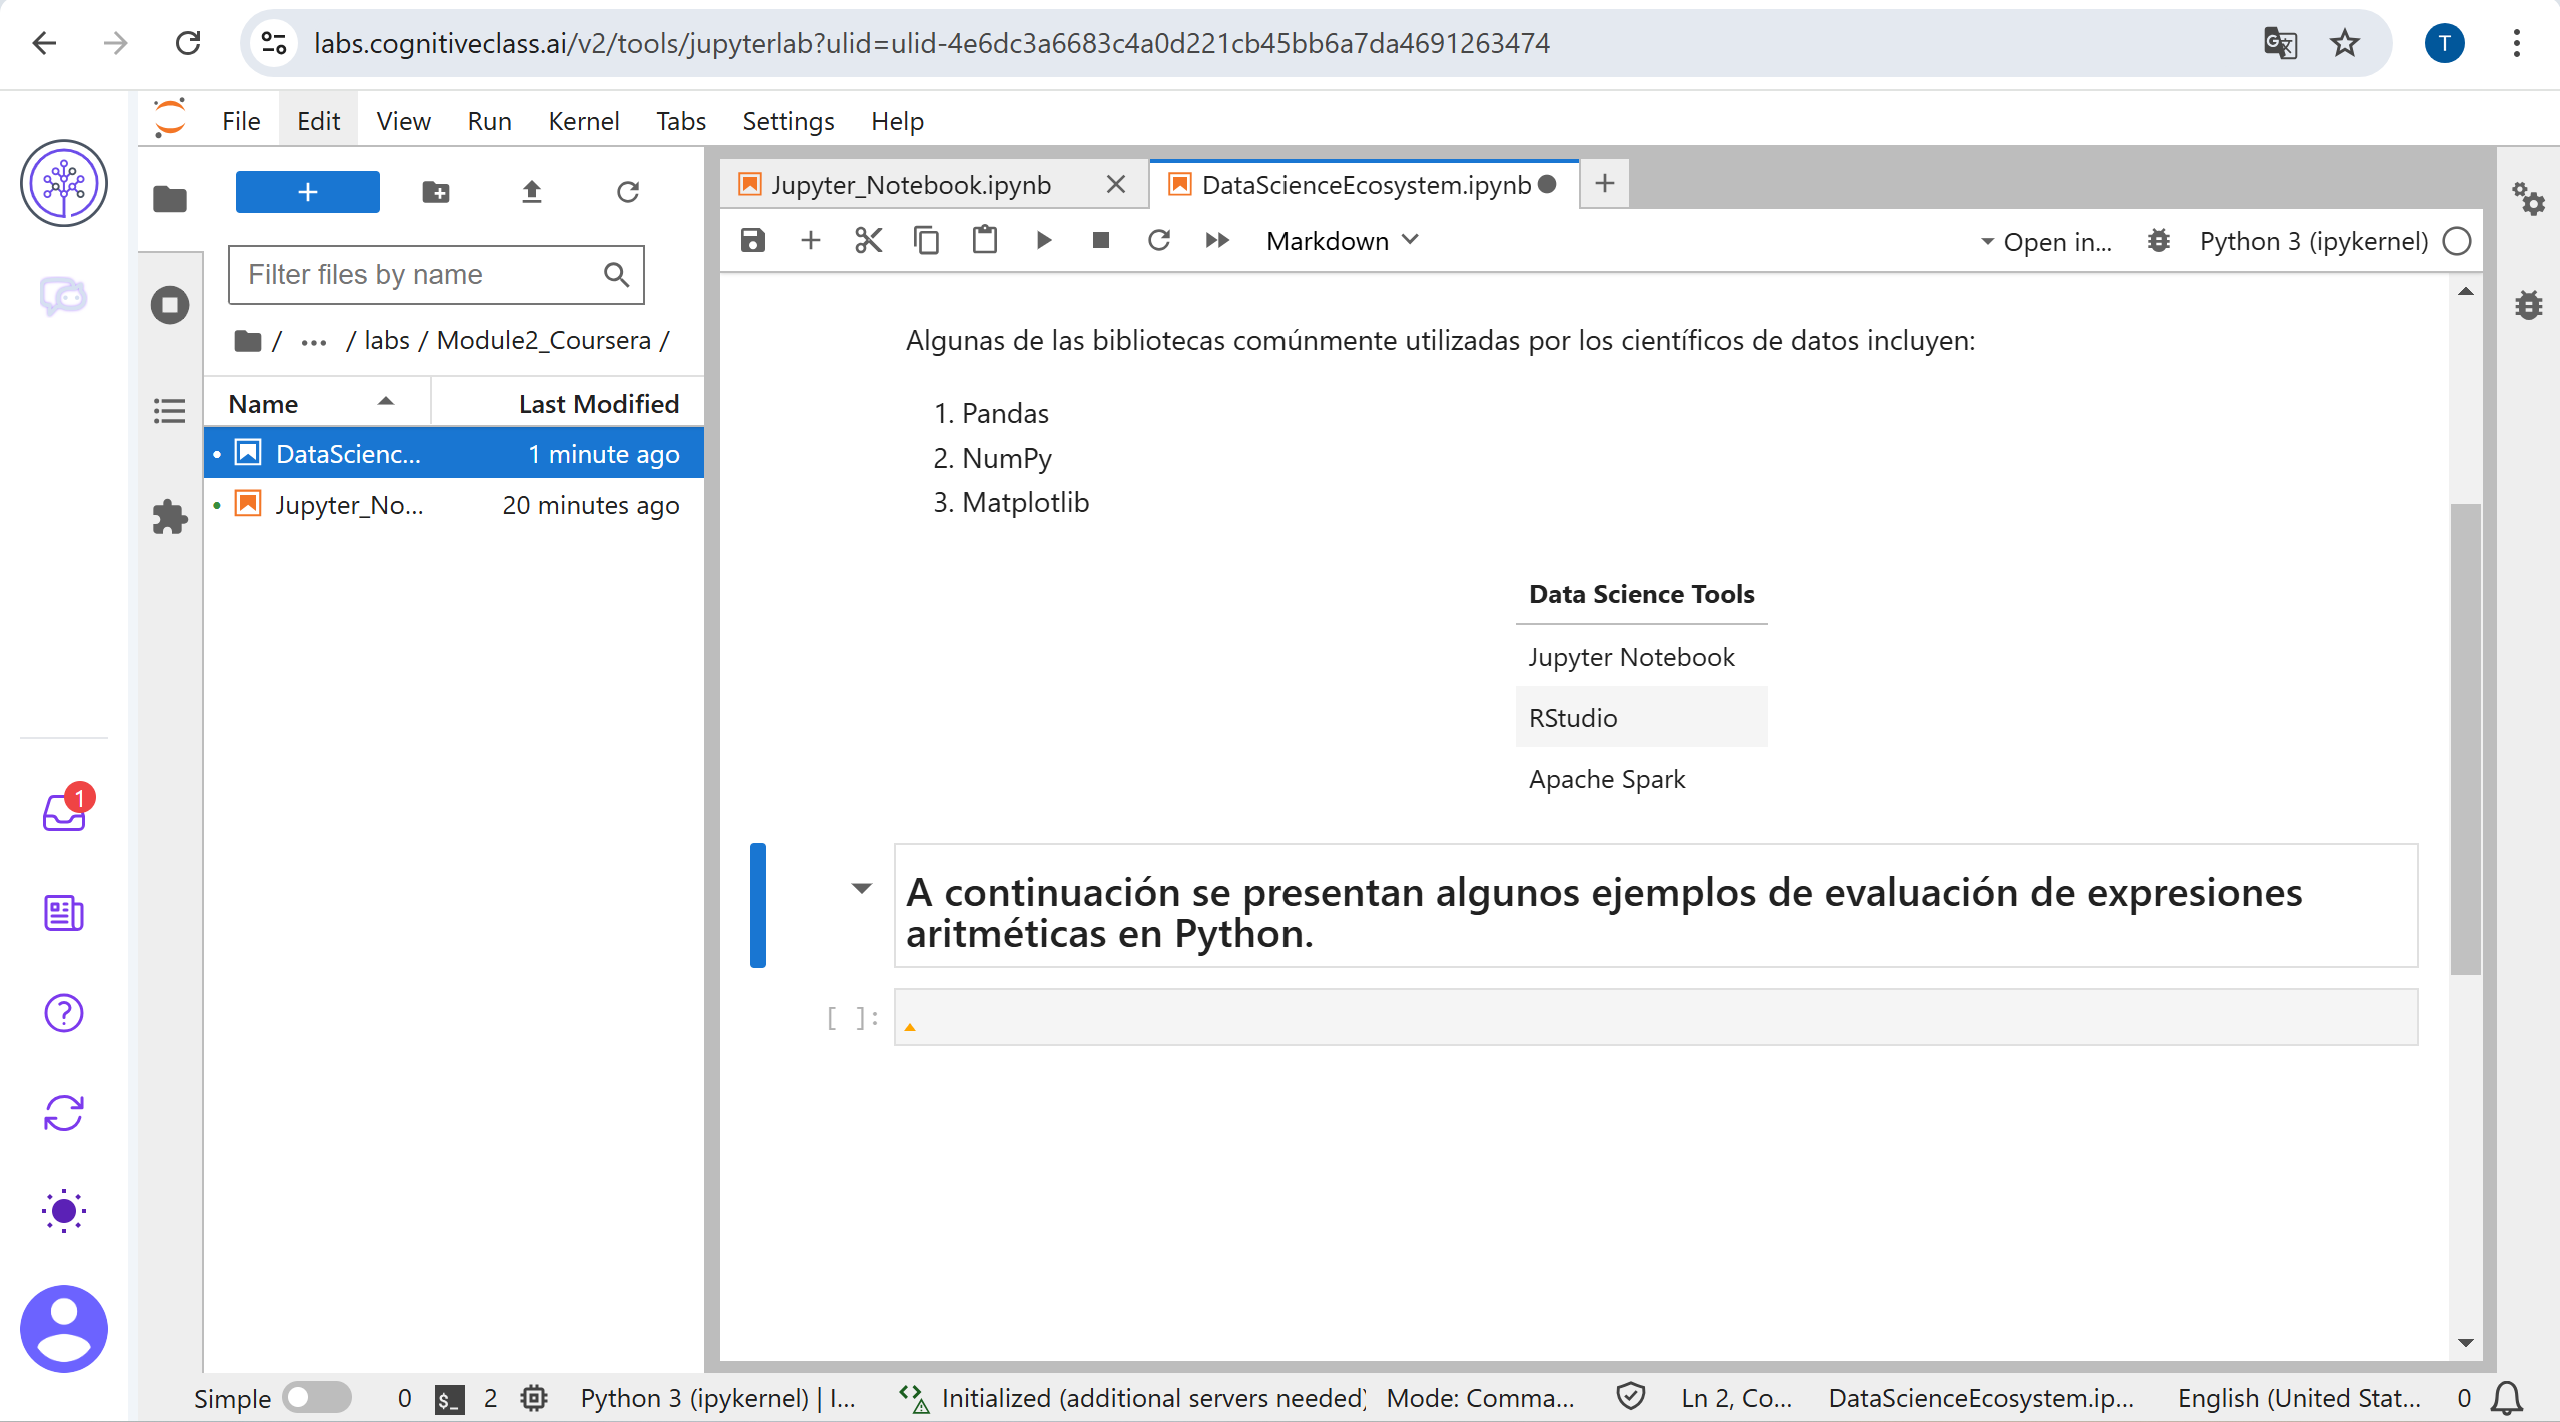 labs.cognitiveclass.ai/v2/tools/jupyterlab?ulid=ulid-4e6dc3a6683c4a0d221cb45bb6a7da4691263474
T
File Edit View Run Kernel Tabs Settings Help
Jupyter_Notebook.ipynb
DataScienceEcosystem.ipynb
Markdown
Open in...
Python 3 (ipykernel)
Filter files by name
/ ... / labs / Module2_Coursera /
Name Last Modified
DataScienc... 1 minute ago
Jupyter_No... 20 minutes ago
Algunas de las bibliotecas comúnmente utilizadas por los científicos de datos incluyen:
1. Pandas
2. NumPy
3. Matplotlib
Data Science Tools
Jupyter Notebook
RStudio
Apache Spark
A continuación se presentan algunos ejemplos de evaluación de expresiones
aritméticas en Python.
[ ]:
1
Simple 0 $_ 2 Python 3 (ipykernel) | I... Initialized (additional servers needed) Mode: Comma... Ln 2, Co... DataScienceEcosystem.ip... English (United Stat... 0